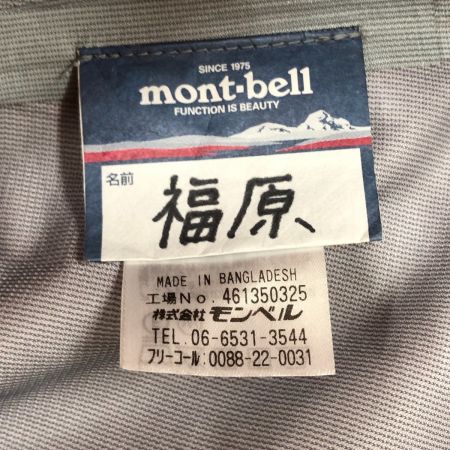 SINCE 1975
mont-bell
FUNCTION IS BEAUTY
名前
福原、
MADE IN BANGLADESH
工場No. 461350325
株式会社 モンベル
TEL. 06-6531-3544
フリーコール:0088-22-0031